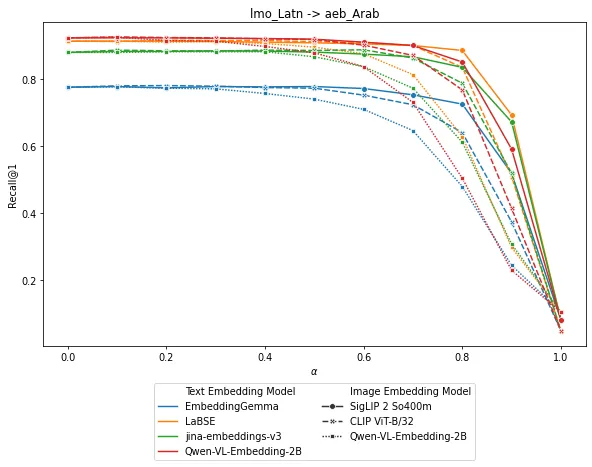 lmo_Latn -> aeb_Arab
Recall@1
0.8
0.6
0.4
0.2
0.0 0.2 0.4 0.6 0.8 1.0
α
Text Embedding Model
EmbeddingGemma
LaBSE
jina-embeddings-v3
Qwen-VL-Embedding-2B
Image Embedding Model
SigLIP 2 So400m
CLIP ViT-B/32
Qwen-VL-Embedding-2B